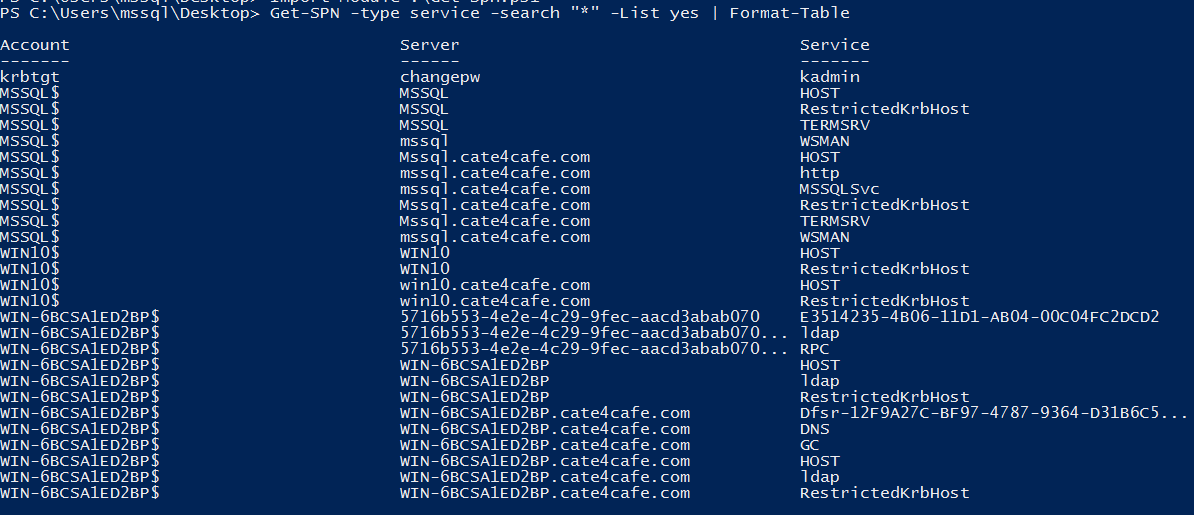 PS C:\Users\mssql\Desktop> Import-Module .\Get-SPN.ps1
PS C:\Users\mssql\Desktop> Get-SPN -type service -search "*" -List yes | Format-Table
Account Server Service
------- ------ -------
krbtgt changepw kadmin
MSSQL$ MSSQL HOST
MSSQL$ MSSQL RestrictedKrbHost
MSSQL$ MSSQL TERMSRV
MSSQL$ mssql WSMAN
MSSQL$ Mssql.cate4cafe.com HOST
MSSQL$ mssql.cate4cafe.com http
MSSQL$ mssql.cate4cafe.com MSSQLSvc
MSSQL$ Mssql.cate4cafe.com RestrictedKrbHost
MSSQL$ Mssql.cate4cafe.com TERMSRV
MSSQL$ mssql.cate4cafe.com WSMAN
WIN10$ WIN10 HOST
WIN10$ WIN10 RestrictedKrbHost
WIN10$ win10.cate4cafe.com HOST
WIN10$ win10.cate4cafe.com RestrictedKrbHost
WIN-6BCSA1ED2BP$ 5716b553-4e2e-4c29-9fec-aacd3abab070 E3514235-4B06-11D1-AB04-00C04FC2DCD2
WIN-6BCSA1ED2BP$ 5716b553-4e2e-4c29-9fec-aacd3abab070... ldap
WIN-6BCSA1ED2BP$ 5716b553-4e2e-4c29-9fec-aacd3abab070... RPC
WIN-6BCSA1ED2BP$ WIN-6BCSA1ED2BP HOST
WIN-6BCSA1ED2BP$ WIN-6BCSA1ED2BP ldap
WIN-6BCSA1ED2BP$ WIN-6BCSA1ED2BP RestrictedKrbHost
WIN-6BCSA1ED2BP$ WIN-6BCSA1ED2BP.cate4cafe.com Dfsr-12F9A27C-BF97-4787-9364-D31B6C5...
WIN-6BCSA1ED2BP$ WIN-6BCSA1ED2BP.cate4cafe.com DNS
WIN-6BCSA1ED2BP$ WIN-6BCSA1ED2BP.cate4cafe.com GC
WIN-6BCSA1ED2BP$ WIN-6BCSA1ED2BP.cate4cafe.com HOST
WIN-6BCSA1ED2BP$ WIN-6BCSA1ED2BP.cate4cafe.com ldap
WIN-6BCSA1ED2BP$ WIN-6BCSA1ED2BP.cate4cafe.com RestrictedKrbHost